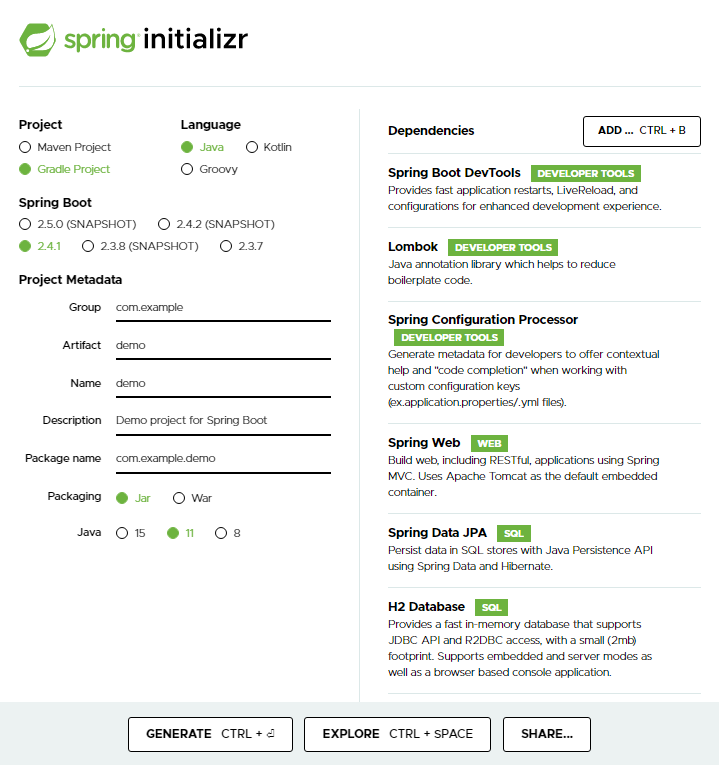 spring initializr
Project
Maven Project
Gradle Project
Language
Java Kotlin
Groovy
Spring Boot
2.5.0 (SNAPSHOT) 2.4.2 (SNAPSHOT)
2.4.1 2.3.8 (SNAPSHOT) 2.3.7
Project Metadata
Group com.example
Artifact demo
Name demo
Description Demo project for Spring Boot
Package name com.example.demo
Packaging Jar War
Java 15 11 8
Dependencies ADD ... CTRL + B
Spring Boot DevTools DEVELOPER TOOLS
Provides fast application restarts, LiveReload, and
configurations for enhanced development experience.
Lombok DEVELOPER TOOLS
Java annotation library which helps to reduce
boilerplate code.
Spring Configuration Processor
DEVELOPER TOOLS
Generate metadata for developers to offer contextual
help and "code completion" when working with
custom configuration keys
(ex.application.properties/.yml files).
Spring Web WEB
Build web, including RESTful, applications using Spring
MVC. Uses Apache Tomcat as the default embedded
container.
Spring Data JPA SQL
Persist data in SQL stores with Java Persistence API
using Spring Data and Hibernate.
H2 Database SQL
Provides a fast in-memory database that supports
JDBC API and R2DBC access, with a small (2mb)
footprint. Supports embedded and server modes as
well as a browser based console application.
GENERATE CTRL + ⏎ EXPLORE CTRL + SPACE SHARE...